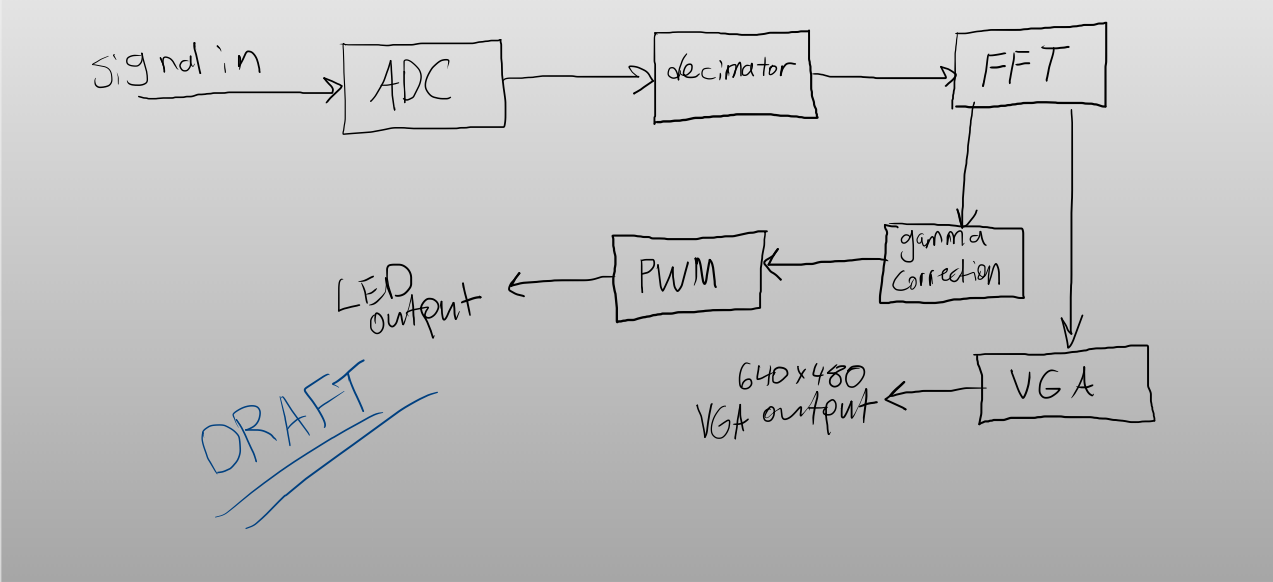 signal in
ADC
decimator
FFT
gamma
correction
PWM
LED
output
VGA
640x480
VGA output
DRAFT